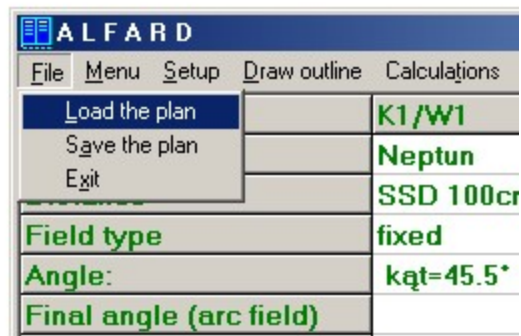 ALFARD
File Menu Setup Draw outline Calculations
Load the plan K1/W1
Save the plan Neptun
Exit
SSD 100cm
Field type fixed
Angle: kąt=45.5°
Final angle (arc field)